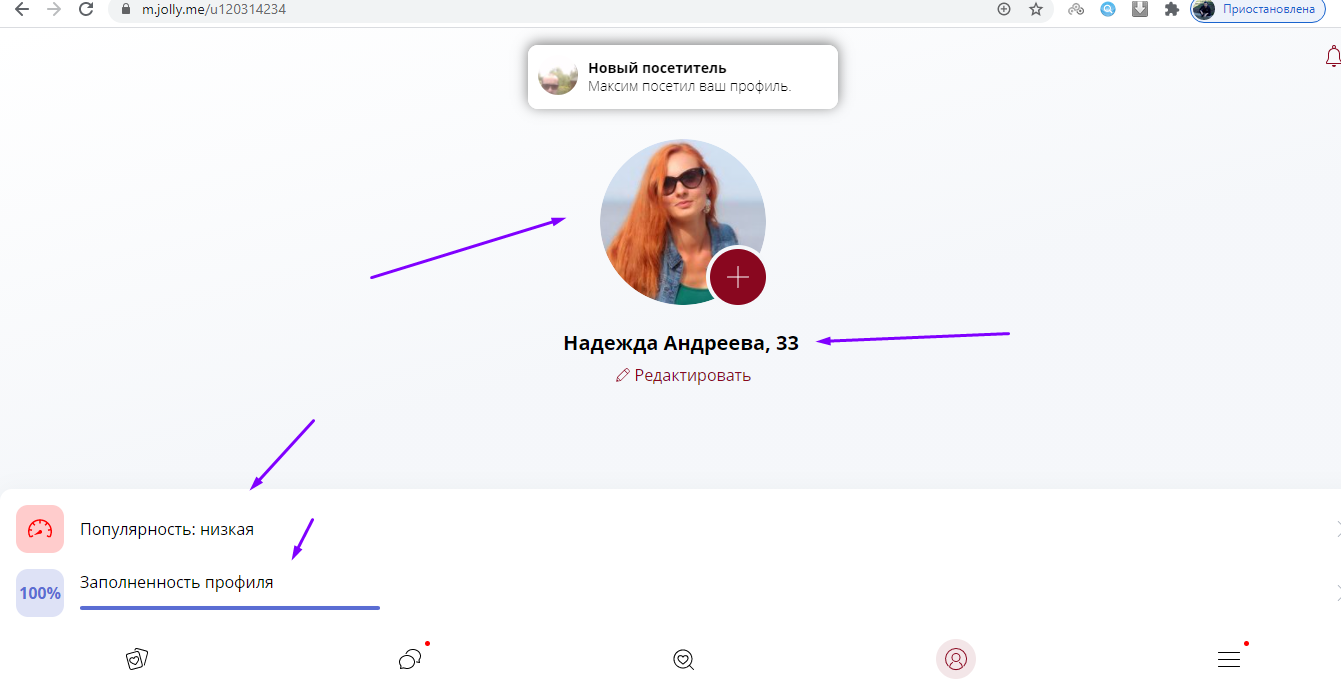 m.jolly.me/u120314234
Приостановлена
Новый посетитель
Максим посетил ваш профиль.
Надежда Андреева, 33
Редактировать
Популярность: низкая
Заполненность профиля
100%